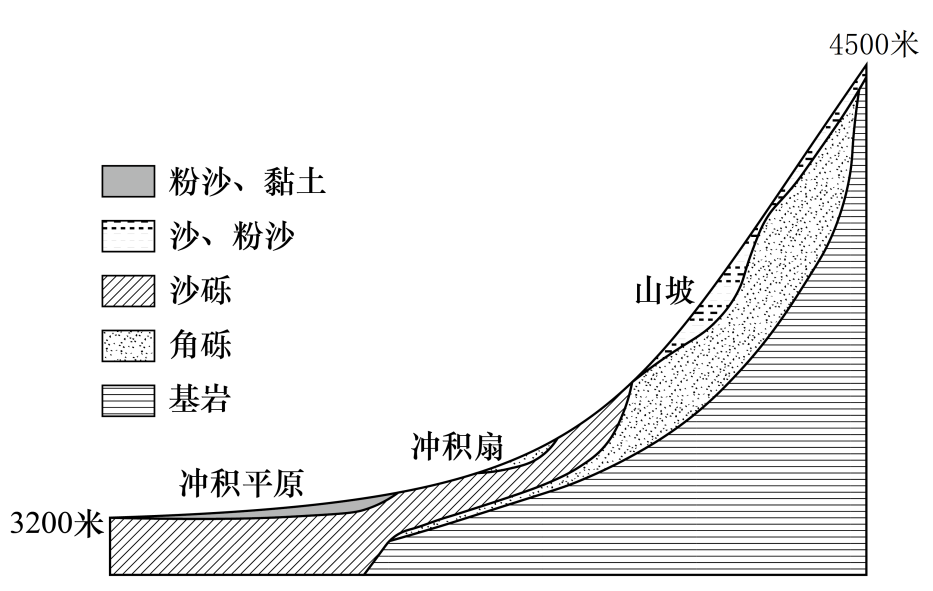 4500米
粉沙、黏土
沙、粉沙
沙砾
角砾
基岩
山坡
冲积扇
冲积平原
3200米